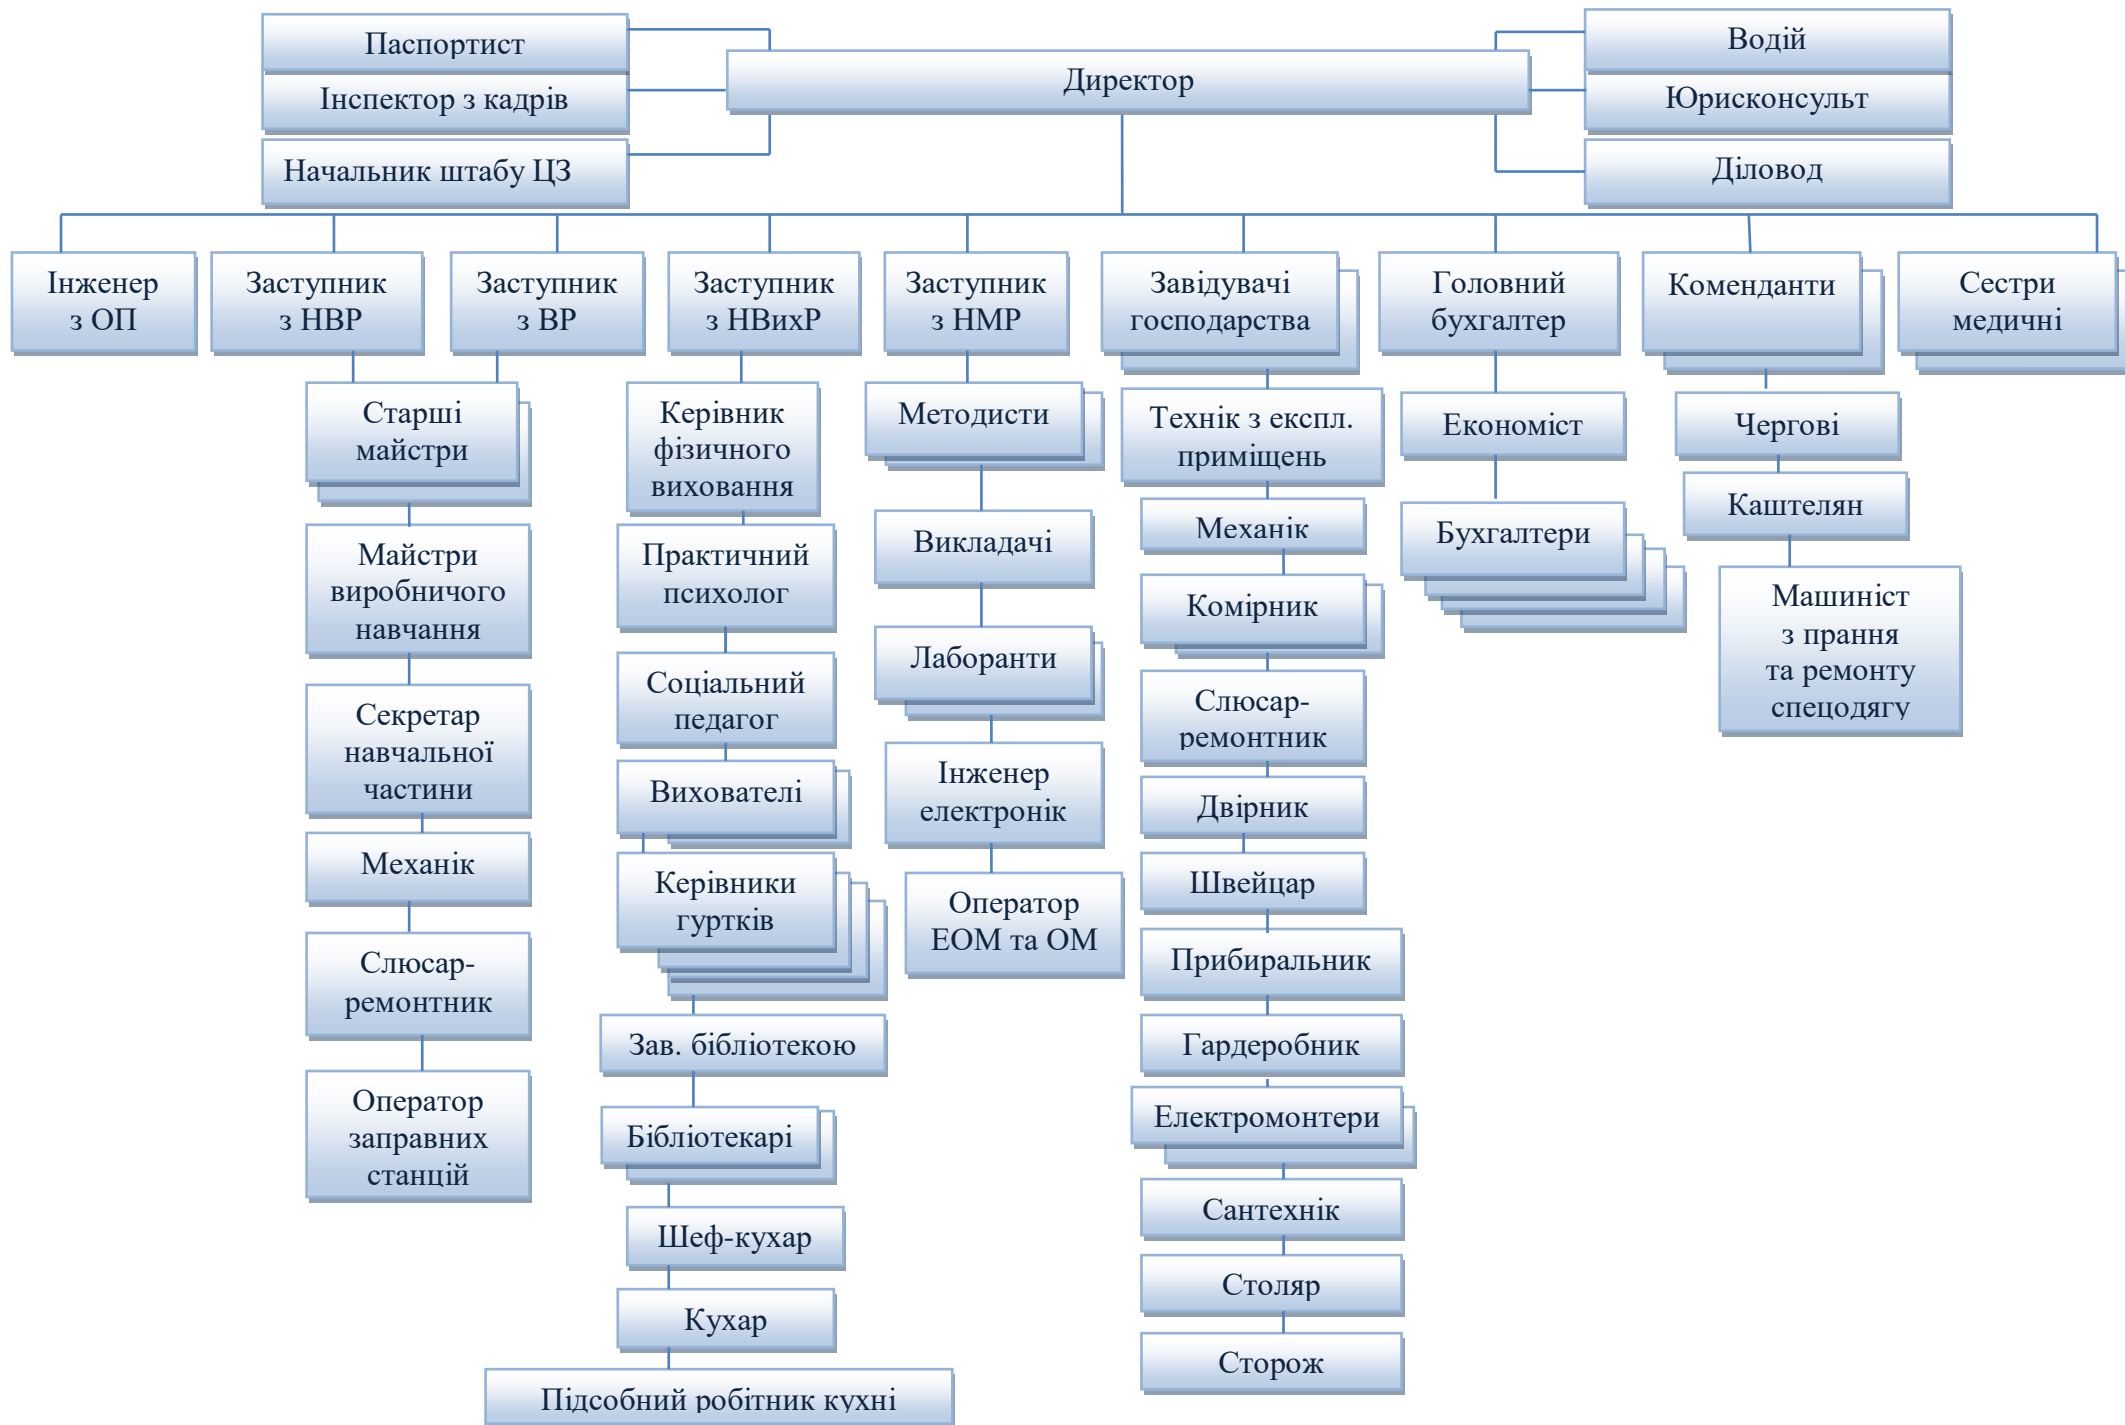 Паспортист
Інспектор з кадрів
Начальник штабу ЦЗ
Директор
Водій
Юрисконсульт
Діловод
Інженер
з ОП
Заступник
з НВР
Заступник
з ВР
Заступник
з НВихР
Заступник
з НМР
Завідувачі
господарства
Головний
бухгалтер
Коменданти
Сестри
медичні
Старші
майстри
Майстри
виробничого
навчання
Секретар
навчальної
частини
Механік
Слюсар-
ремонтник
Оператор
заправних
станцій
Керівник
фізичного
виховання
Практичний
психолог
Соціальний
педагог
Вихователі
Керівники
гуртків
Зав. бібліотекою
Бібліотекарі
Шеф-кухар
Кухар
Підсобний робітник кухні
Методисти
Викладачі
Лаборанти
Інженер
електронік
Оператор
ЕОМ та ОМ
Технік з експл.
приміщень
Механік
Комірник
Слюсар-
ремонтник
Двірник
Швейцар
Прибиральник
Гардеробник
Електромонтери
Сантехнік
Столяр
Сторож
Економіст
Бухгалтери
Чергові
Каштелян
Машиніст
з прання
та ремонту
спецодягу